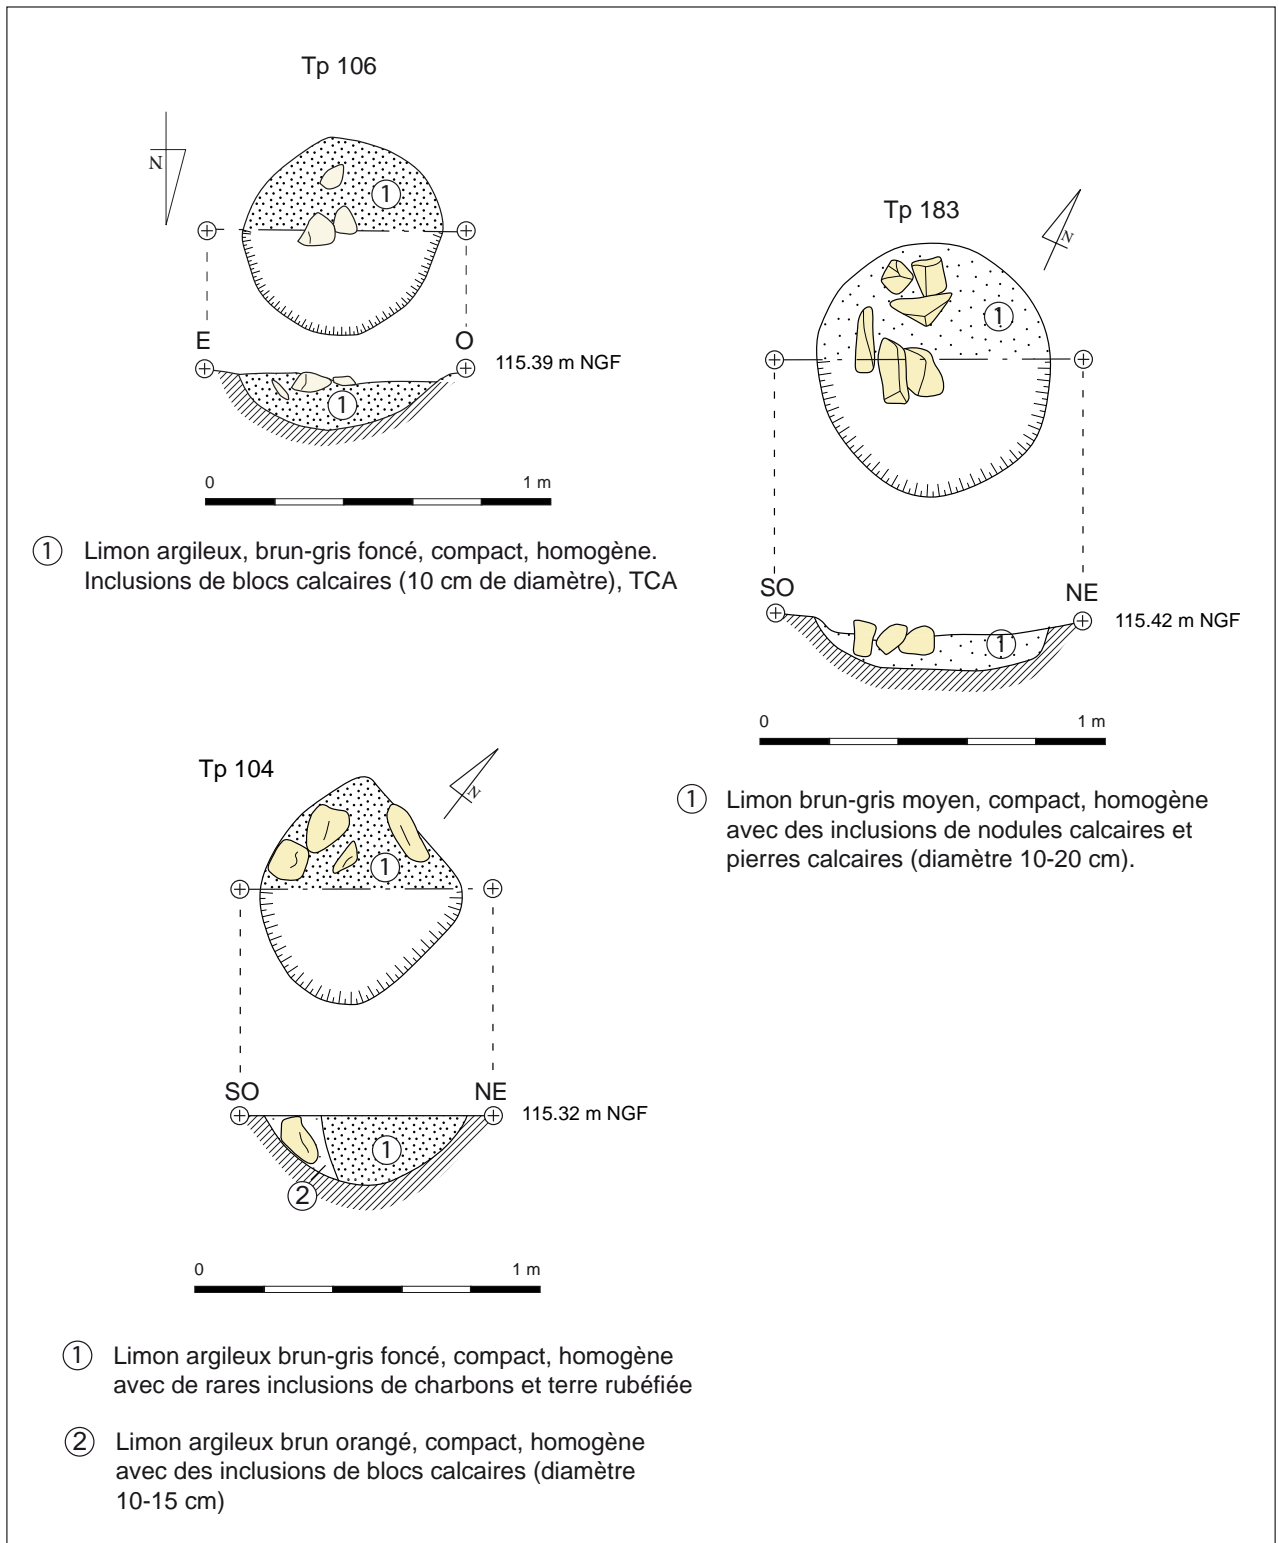 Tp 106
N
1
E
O
115.39 m NGF
1
0 1 m
1 Limon argileux, brun-gris foncé, compact, homogène.
Inclusions de blocs calcaires (10 cm de diamètre), TCA
Tp 183
N
1
SO
NE
115.42 m NGF
1
0 1 m
1 Limon brun-gris moyen, compact, homogène
avec des inclusions de nodules calcaires et
pierres calcaires (diamètre 10-20 cm).
Tp 104
N
1
SO
NE
115.32 m NGF
1
2
0 1 m
1 Limon argileux brun-gris foncé, compact, homogène
avec de rares inclusions de charbons et terre rubéfiée
2 Limon argileux brun orangé, compact, homogène
avec des inclusions de blocs calcaires (diamètre
10-15 cm)